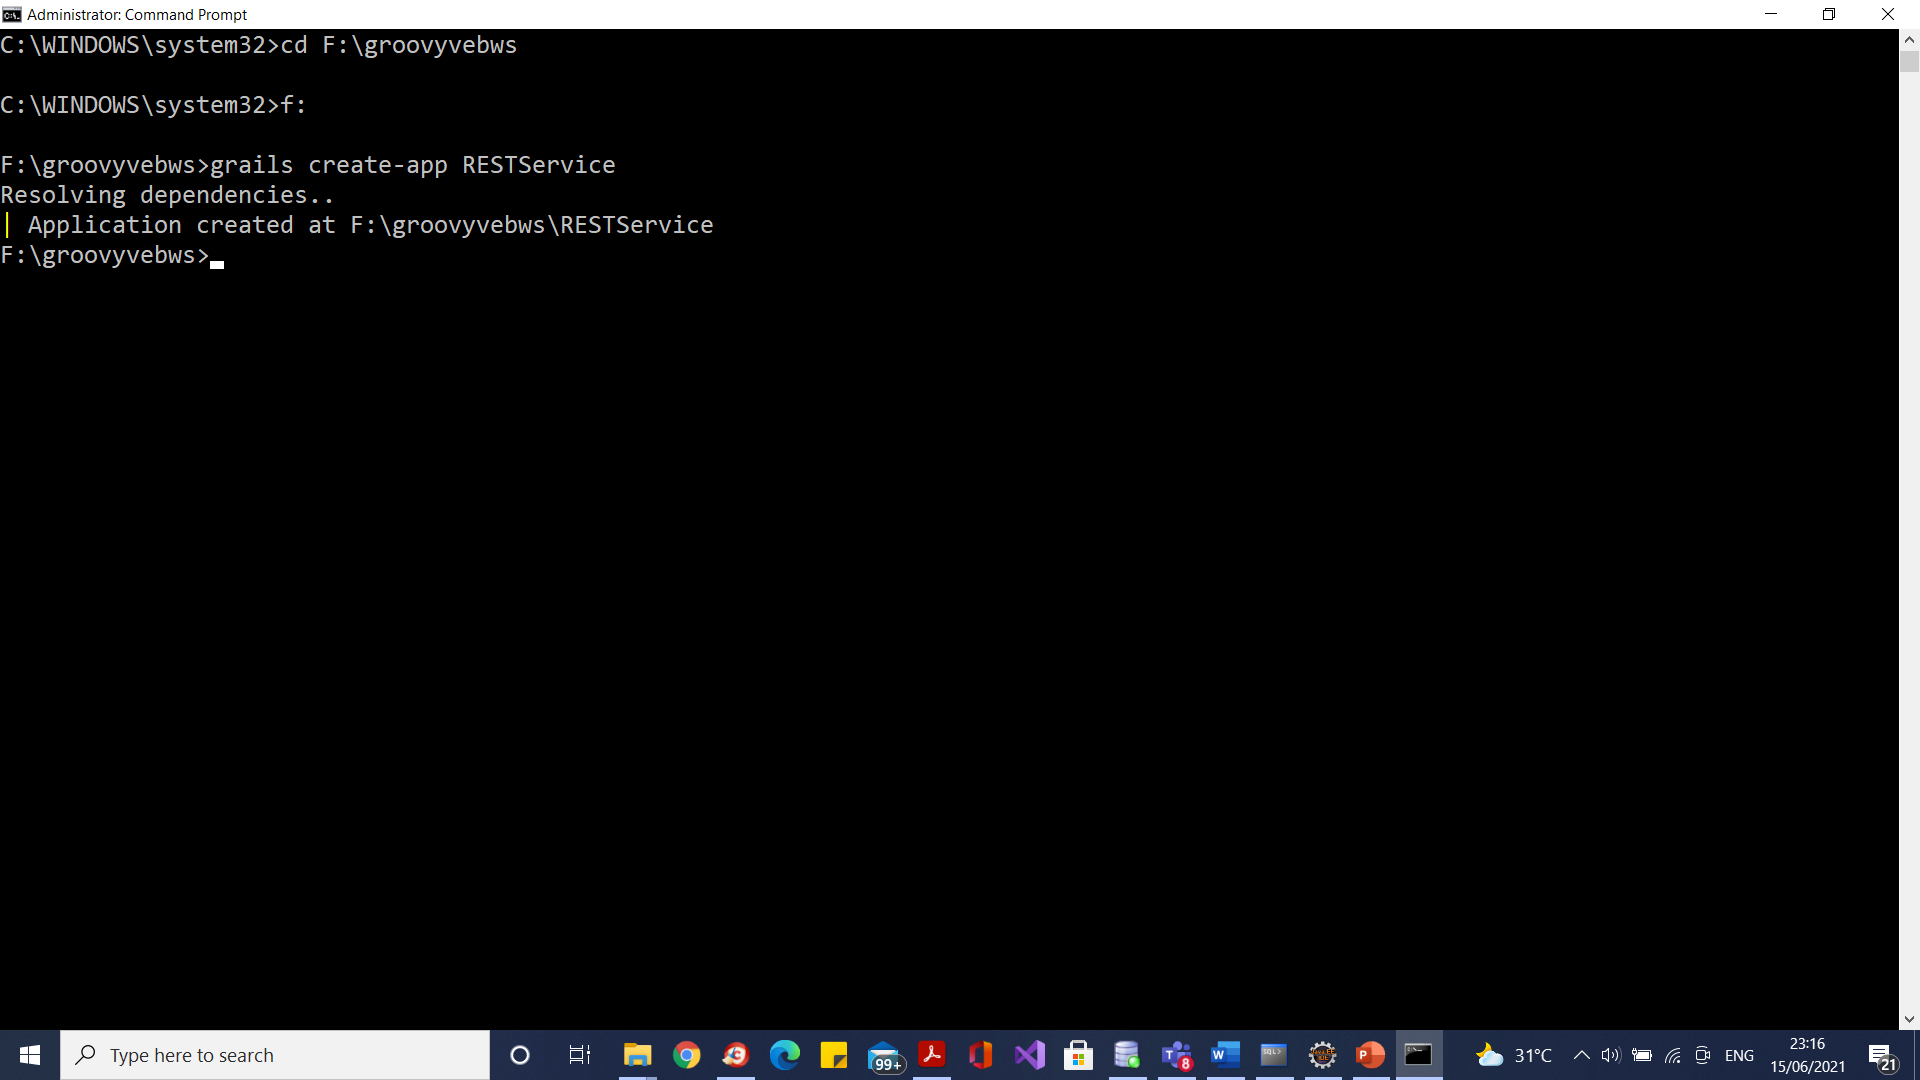 Administrator: Command Prompt
C:\WINDOWS\system32>cd F:\groovyvebws
C:\WINDOWS\system32>f:
F:\groovyvebws>grails create-app RESTService
Resolving dependencies..
| Application created at F:\groovyvebws\RESTService
F:\groovyvebws>
Type here to search
99+
8
31°C
ENG
23:16
15/06/2021
21